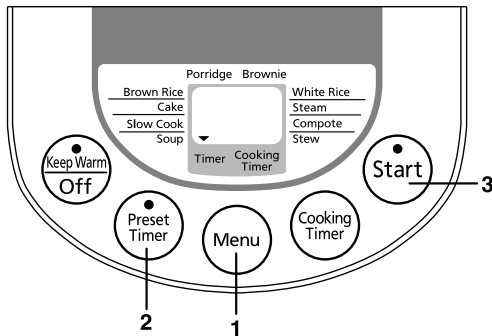 Porridge Brownie
Brown Rice White Rice
Cake Steam
Slow Cook Compote
Soup Stew
Timer Cooking
Timer
Keep Warm
Off
Start
3
Preset
Timer
Menu
Cooking
Timer
2
1